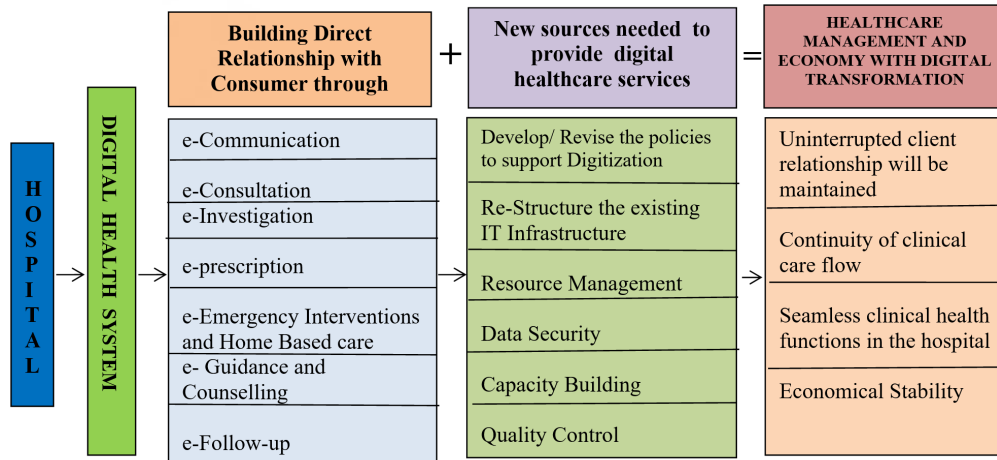 HOSPITAL
DIGITAL HEALTH SYSTEM
Building Direct
Relationship with
Consumer through
e-Communication
e-Consultation
e-Investigation
e-prescription
e-Emergency Interventions
and Home Based care
e- Guidance and
Counselling
e-Follow-up
+
New sources needed to
provide digital
healthcare services
Develop/ Revise the policies
to support Digitization
Re-Structure the existing
IT Infrastructure
Resource Management
Data Security
Capacity Building
Quality Control
=
HEALTHCARE
MANAGEMENT AND
ECONOMY WITH DIGITAL
TRANSFORMATION
Uninterrupted client
relationship will be
maintained
Continuity of clinical
care flow
Seamless clinical health
functions in the hospital
Economical Stability